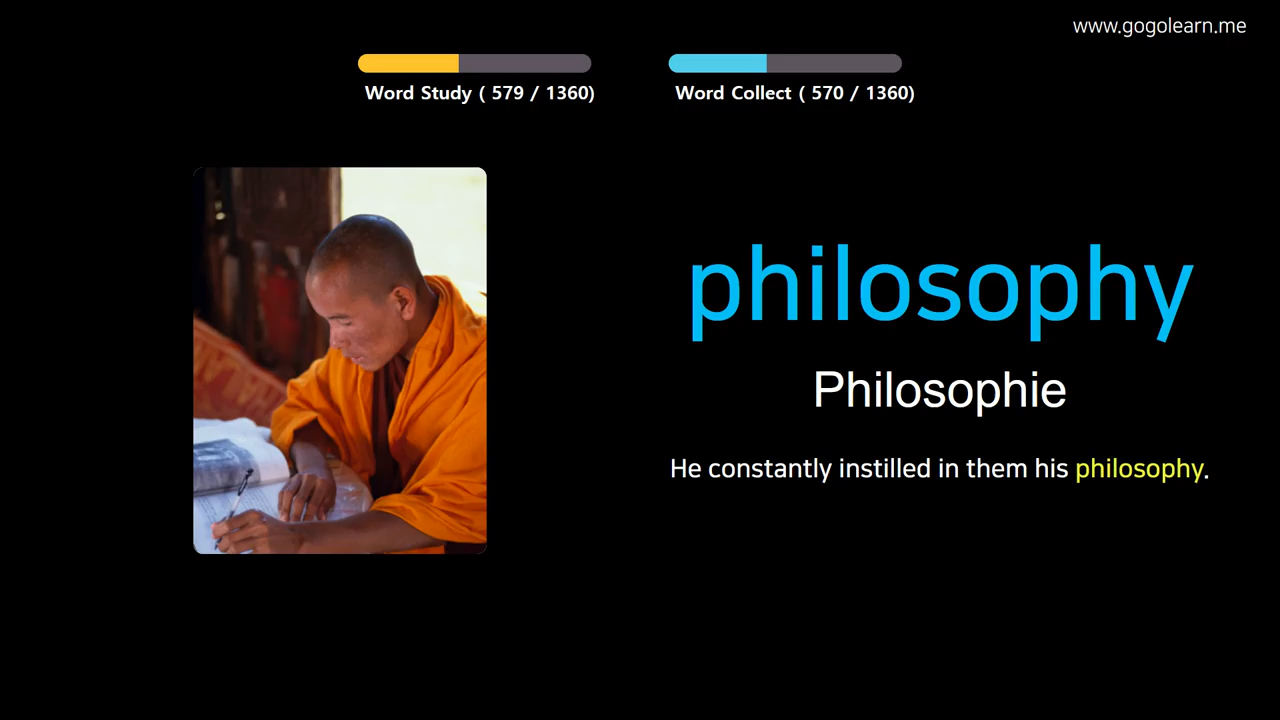 www.gogolearn.me
Word Study ( 579 / 1360)
Word Collect ( 570 / 1360)
philosophy
Philosophie
He constantly instilled in them his philosophy.